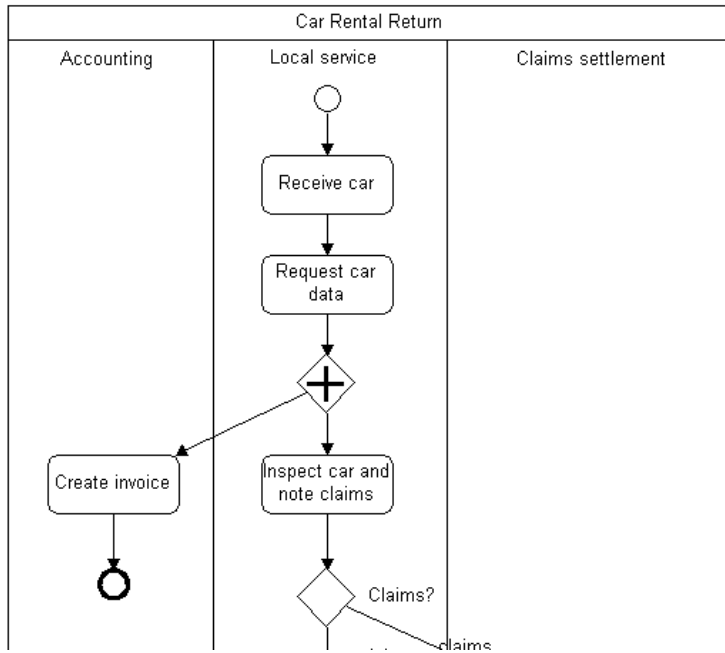 Car Rental Return
Accounting
Local service
Claims settlement
Receive car
Request car
data
Create invoice
Inspect car and
note claims
Claims?
claims